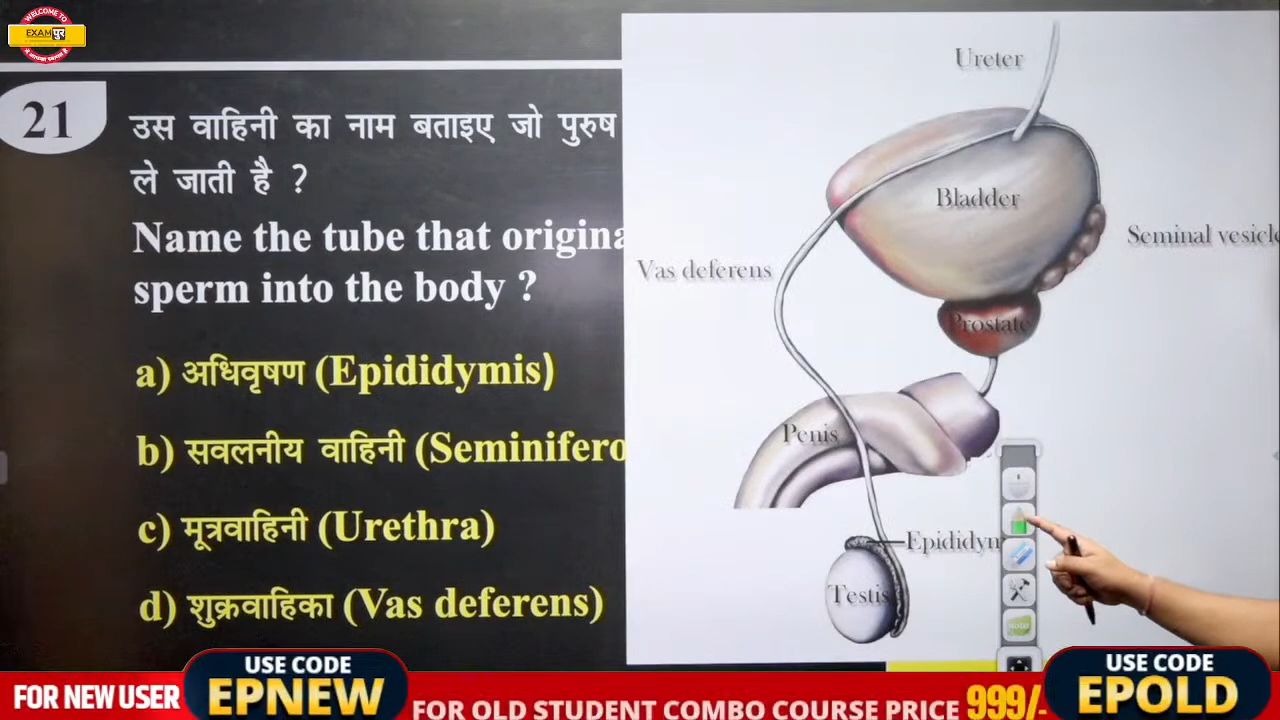 WELCOME TO
EXAMपुर
21
उस वाहिनी का नाम बताइए जो पुरुष
ले जाती है ?
Name the tube that origina
sperm into the body ?
a) अधिवृषण (Epididymis)
b) सवलनीय वाहिनी (Seminifero
c) मूत्रवाहिनी (Urethra)
d) शुक्रवाहिका (Vas deferens)
Ureter
Bladder
Seminal vesicle
Vas deferens
Prostate
Penis
Epididym
Testis
FOR NEW USER
USE CODE
EPNEW
FOR OLD STUDENT COMBO COURSE PRICE 999/-
USE CODE
EPOLD